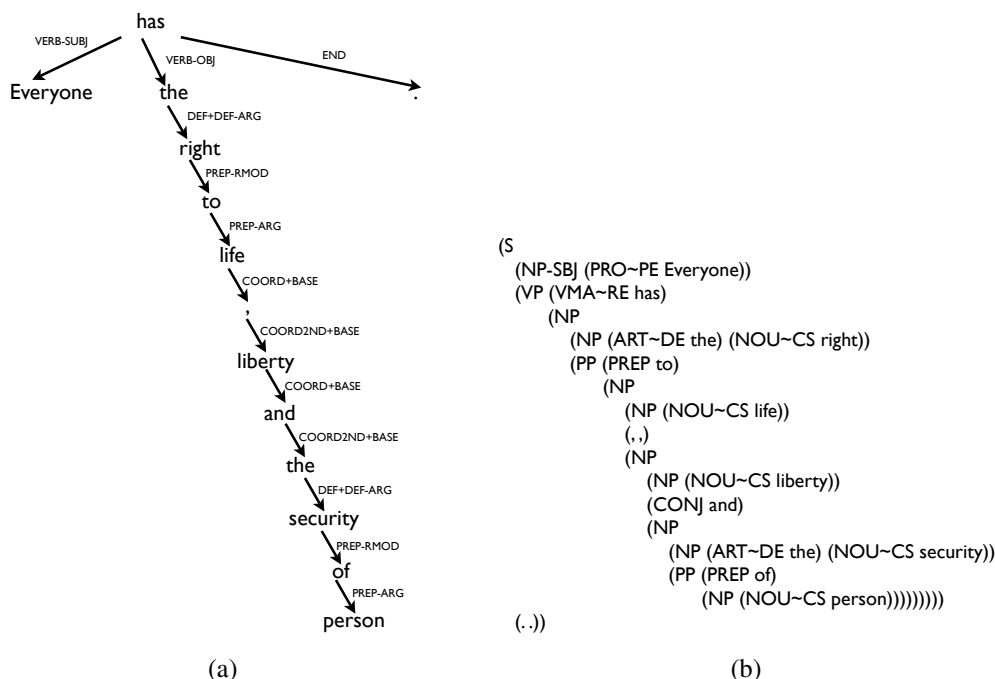 has
VERB-SUBJ
VERB-OBJ
END
Everyone
the
.
DEF+DEF-ARG
right
PREP-RMOD
to
PREP-ARG
life
COORD+BASE
,
COORD2ND+BASE
liberty
COORD+BASE
and
COORD2ND+BASE
the
DEF+DEF-ARG
security
PREP-RMOD
of
PREP-ARG
person
(a)
(S
(NP-SBJ (PRO~PE Everyone))
(VP (VMA~RE has)
(NP
(NP (ART~DE the) (NOU~CS right))
(PP (PREP to)
(NP
(NP (NOU~CS life))
(, ,)
(NP
(NP (NOU~CS liberty))
(CONJ and)
(NP
(NP (ART~DE the) (NOU~CS security))
(PP (PREP of)
(NP (NOU~CS person)))))))))
(. .))
(b)